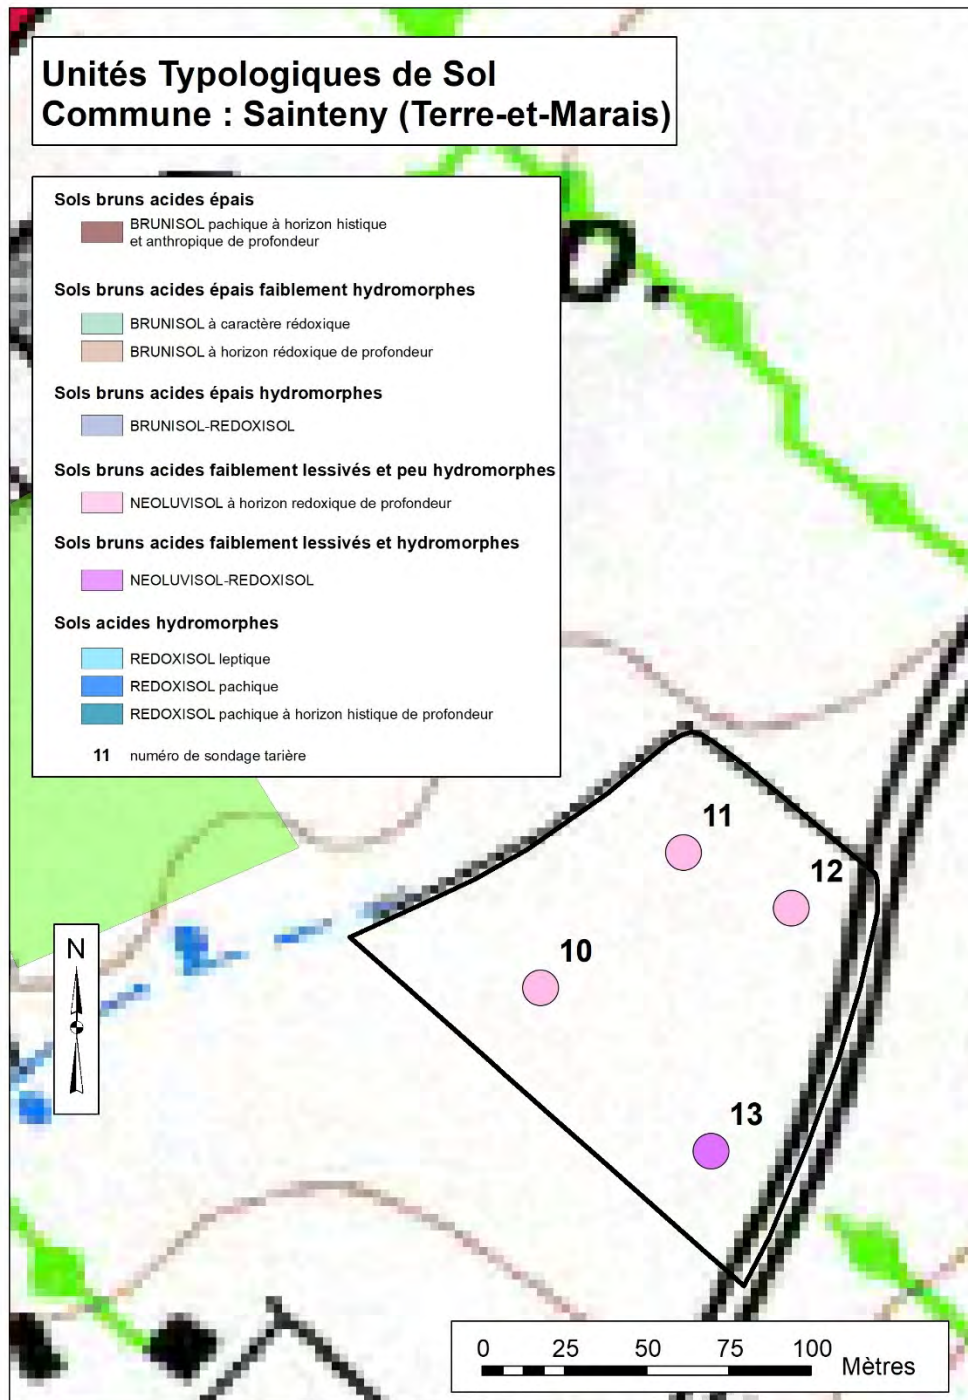 Unités Typologiques de Sol
Commune : Sainteny (Terre-et-Marais)
Sols bruns acides épais
BRUNISOL pachique à horizon histique
et anthropique de profondeur
Sols bruns acides épais faiblement hydromorphes
BRUNISOL à caractère rédoxique
BRUNISOL à horizon rédoxique de profondeur
Sols bruns acides épais hydromorphes
BRUNISOL-REDOXISOL
Sols bruns acides faiblement lessivés et peu hydromorphes
NEOLUVISOL à horizon redoxique de profondeur
Sols bruns acides faiblement lessivés et hydromorphes
NEOLUVISOL-REDOXISOL
Sols acides hydromorphes
REDOXISOL leptique
REDOXISOL pachique
REDOXISOL pachique à horizon histique de profondeur
11 numéro de sondage tarière
11
12
10
N
13
0 25 50 75 100 Mètres